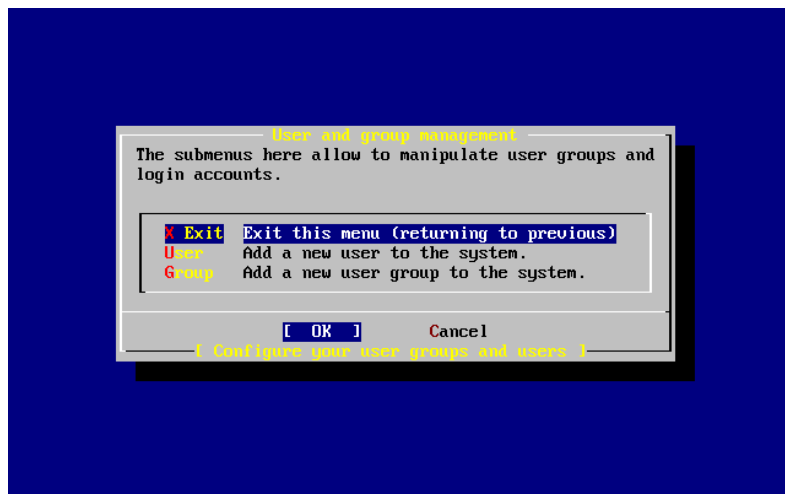 User and group management
The submenus here allow to manipulate user groups and
login accounts.
X Exit Exit this menu (returning to previous)
User Add a new user to the system.
Group Add a new user group to the system.
[ OK ] Cancel
[ Configure your user groups and users ]